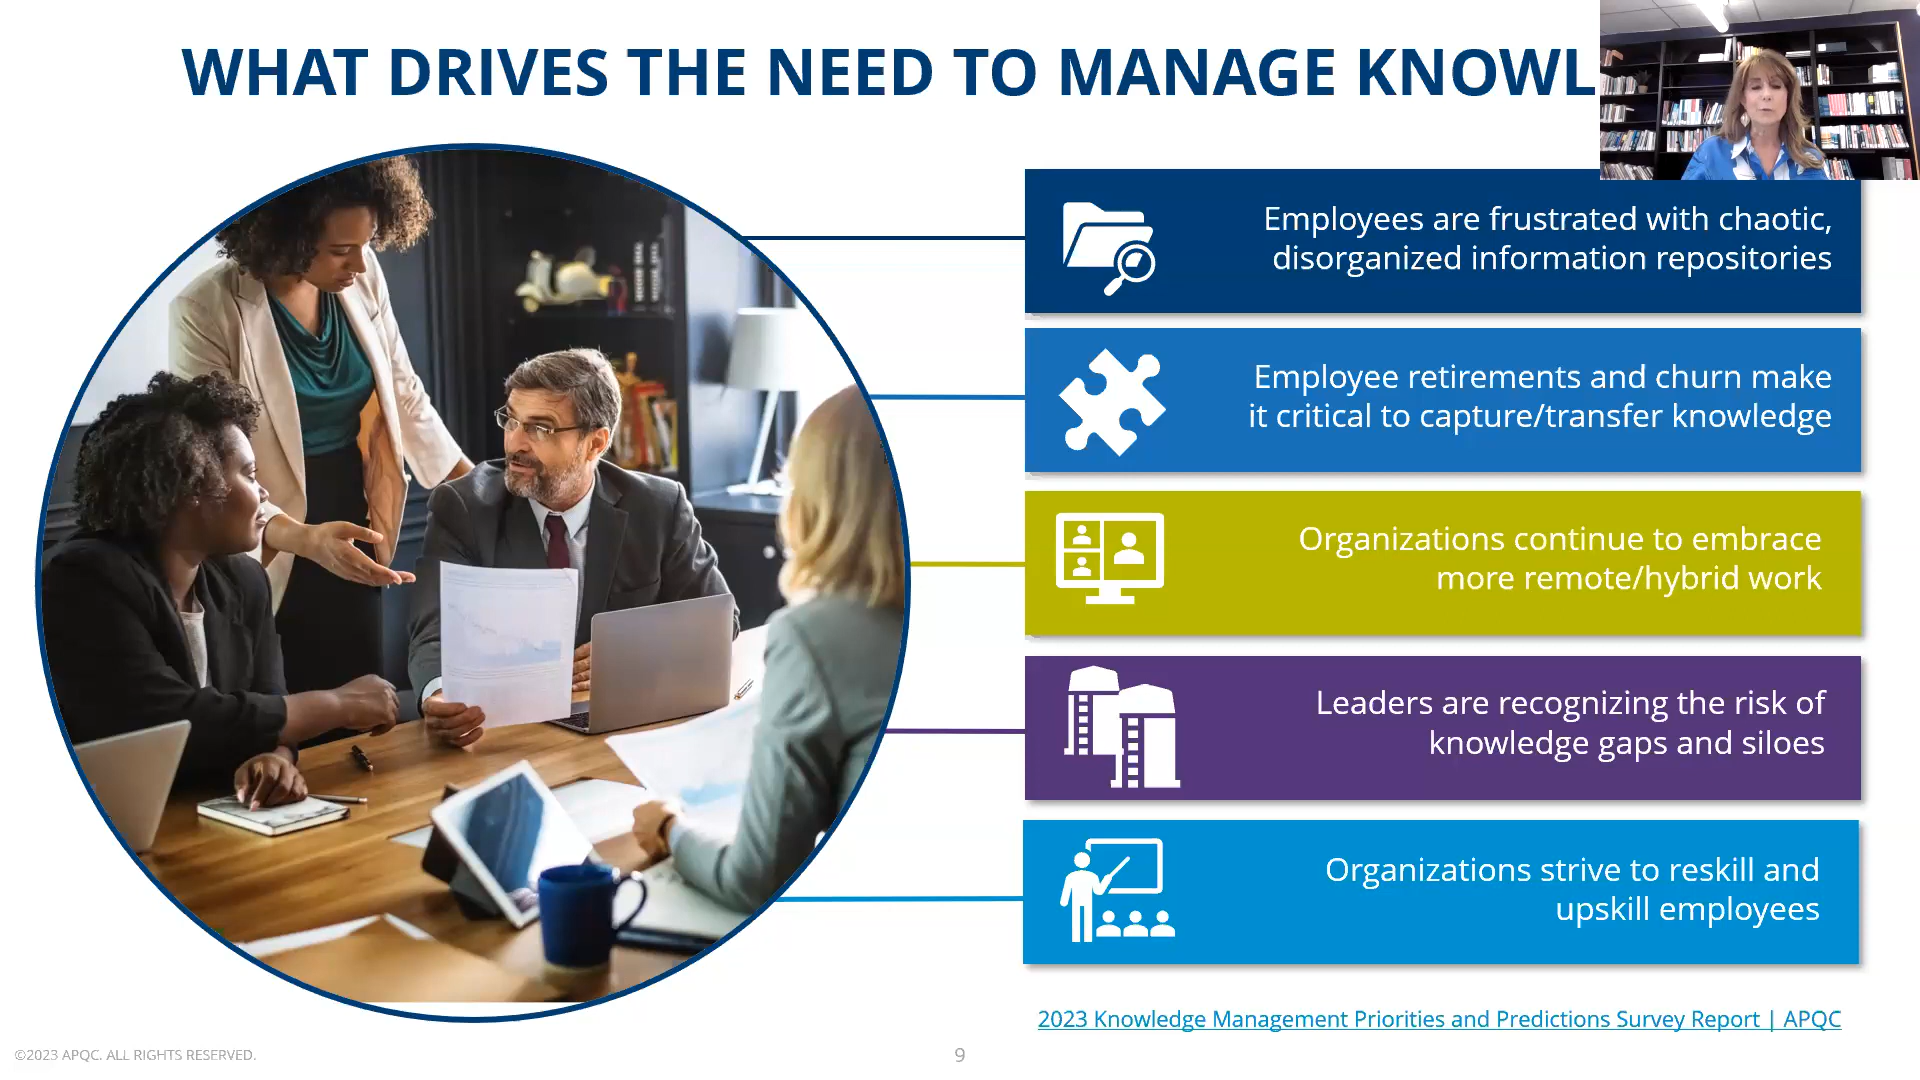 WHAT DRIVES THE NEED TO MANAGE KNOWL
Employees are frustrated with chaotic,
disorganized information repositories
Employee retirements and churn make
it critical to capture/transfer knowledge
Organizations continue to embrace
more remote/hybrid work
Leaders are recognizing the risk of
knowledge gaps and siloes
Organizations strive to reskill and
upskill employees
2023 Knowledge Management Priorities and Predictions Survey Report | APQC
©2023 APQC. ALL RIGHTS RESERVED.
9